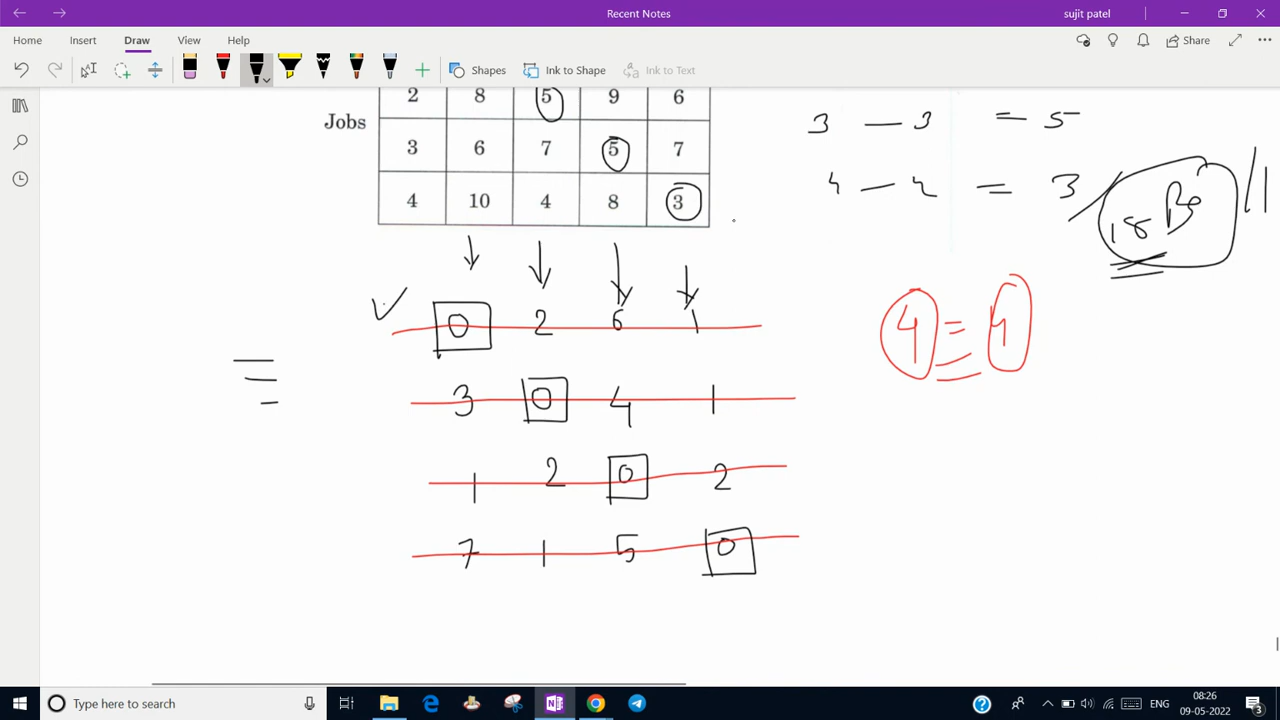 Recent Notes
sujit patel
Home Insert Draw View Help
Share
Shapes
Ink to Shape
Ink to Text
2 8 5 9 6
Jobs
3 6 7 5 7
4 10 4 8 3
3 — 3 = 5
4 — 4 = 3
18
0 2 6 1
4 = 4
3 0 4 1
1 2 0 2
7 1 5 0
Type here to search
ENG
08:26
09-05-2022
3